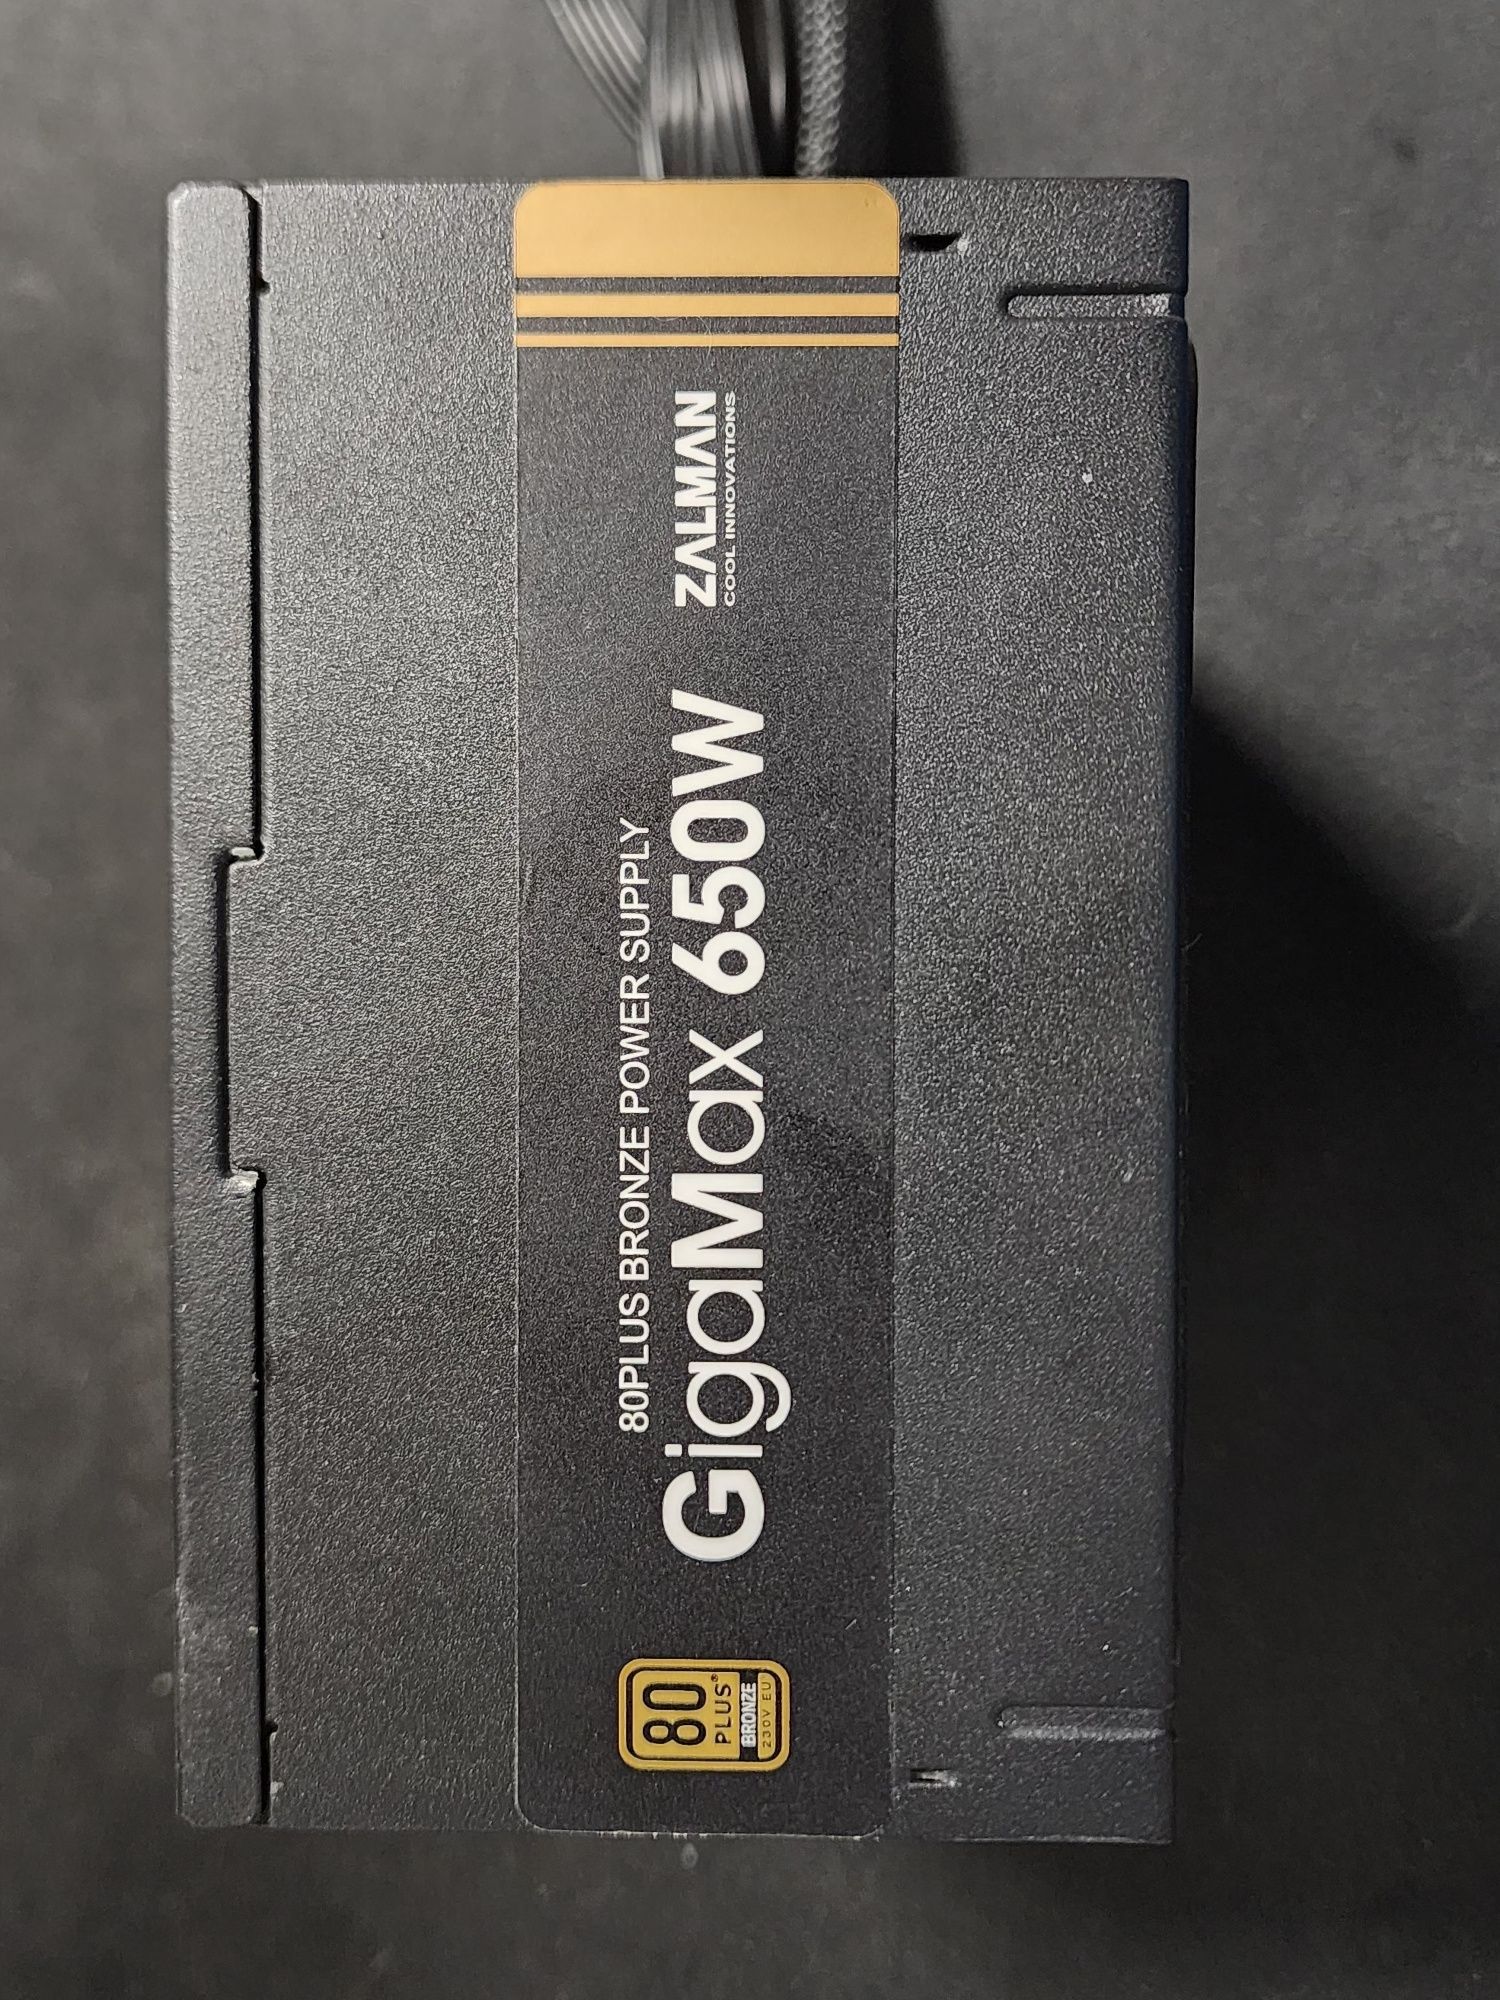 80
PLUS®
BRONZE
230V EU
80PLUS BRONZE POWER SUPPLY
GigaMax 650W
ZALMAN
COOL INNOVATIONS